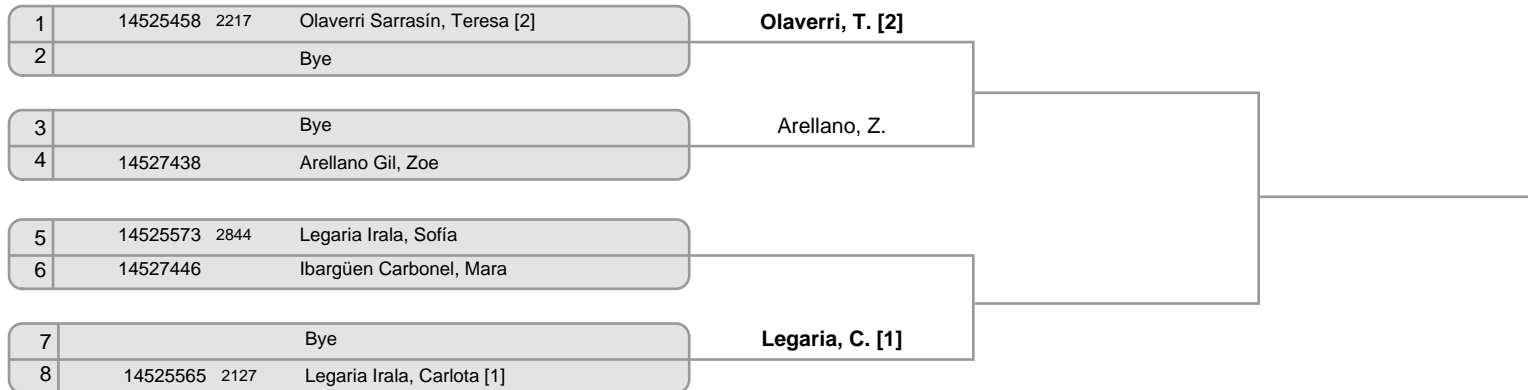 1 14525458 2217 Olaverri Sarrasín, Teresa [2] Olaverri, T. [2]
2 Bye
3 Bye Arellano, Z.
4 14527438 Arellano Gil, Zoe
5 14525573 2844 Legaria Irala, Sofía
6 14527446 Ibargüen Carbonel, Mara
7 Bye Legaria, C. [1]
8 14525565 2127 Legaria Irala, Carlota [1]